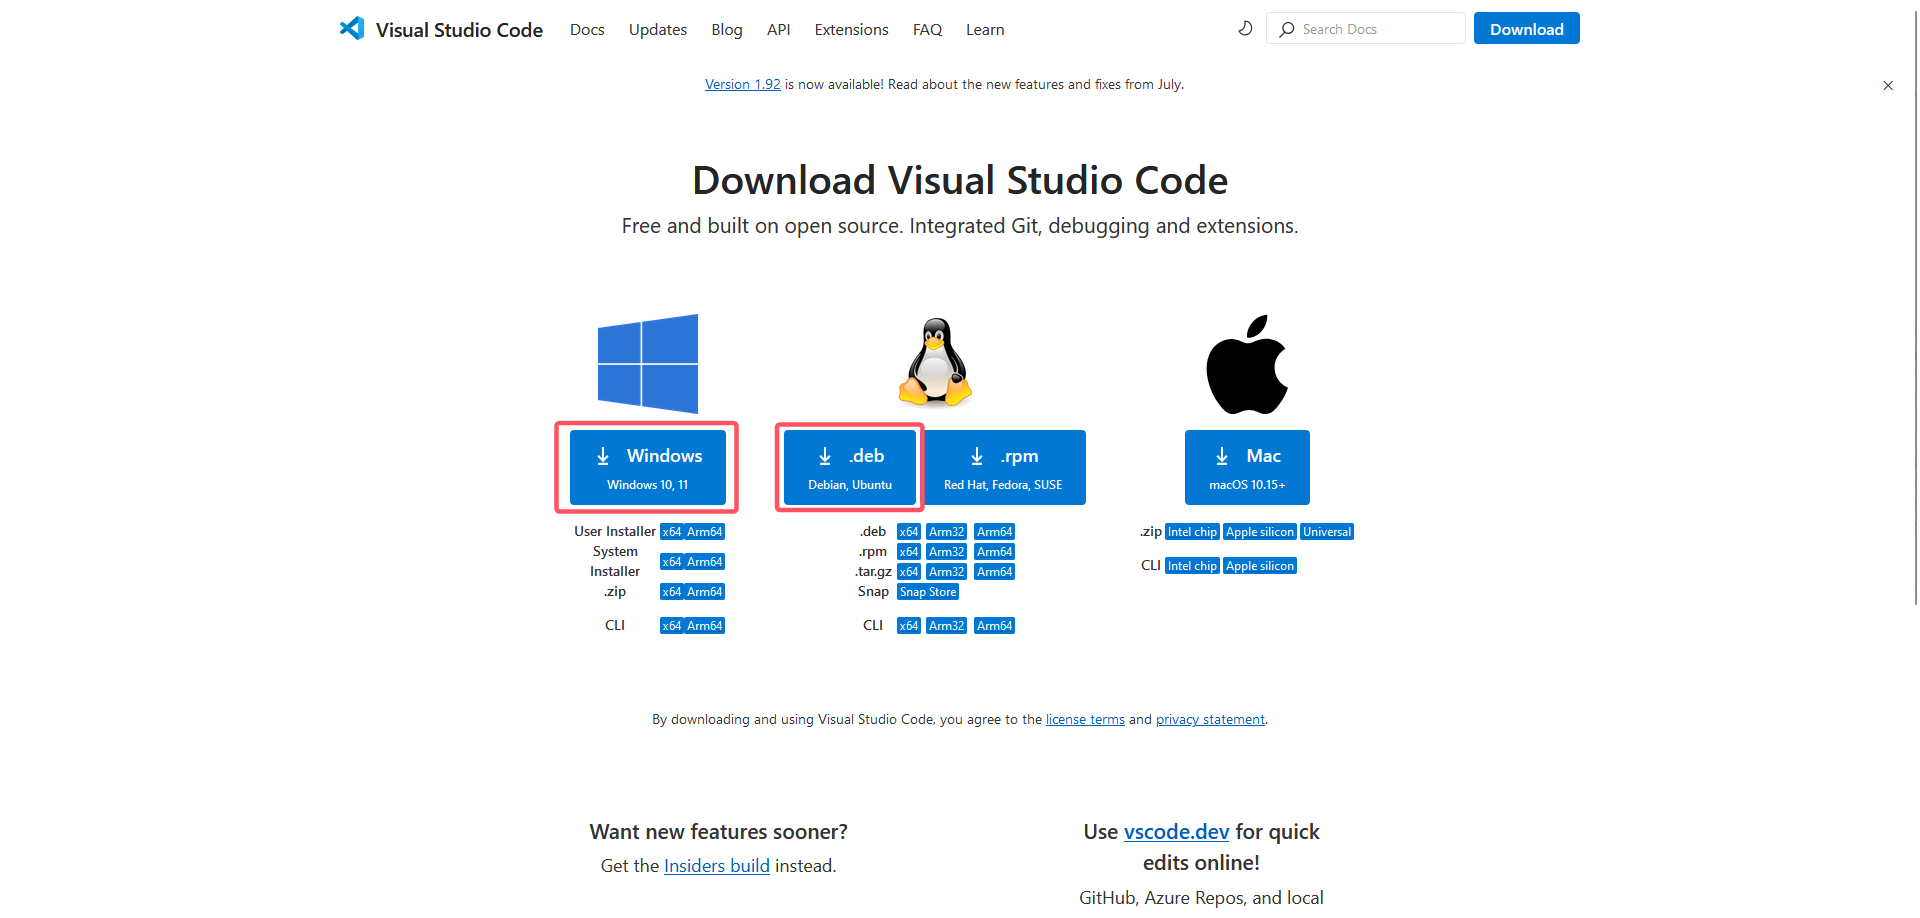 Visual Studio Code Docs Updates Blog API Extensions FAQ Learn Search Docs Download
Version 1.92 is now available! Read about the new features and fixes from July.
Download Visual Studio Code
Free and built on open source. Integrated Git, debugging and extensions.
Windows
Windows 10, 11
.deb
Debian, Ubuntu
.rpm
Red Hat, Fedora, SUSE
Mac
macOS 10.15+
User Installer x64 Arm64
System
Installer x64 Arm64
.zip x64 Arm64
CLI x64 Arm64
.deb x64 Arm32 Arm64
.rpm x64 Arm32 Arm64
.tar.gz x64 Arm32 Arm64
Snap Snap Store
CLI x64 Arm32 Arm64
.zip Intel chip Apple silicon Universal
CLI Intel chip Apple silicon
By downloading and using Visual Studio Code, you agree to the license terms and privacy statement.
Want new features sooner?
Get the Insiders build instead.
Use vscode.dev for quick
edits online!
GitHub, Azure Repos, and local